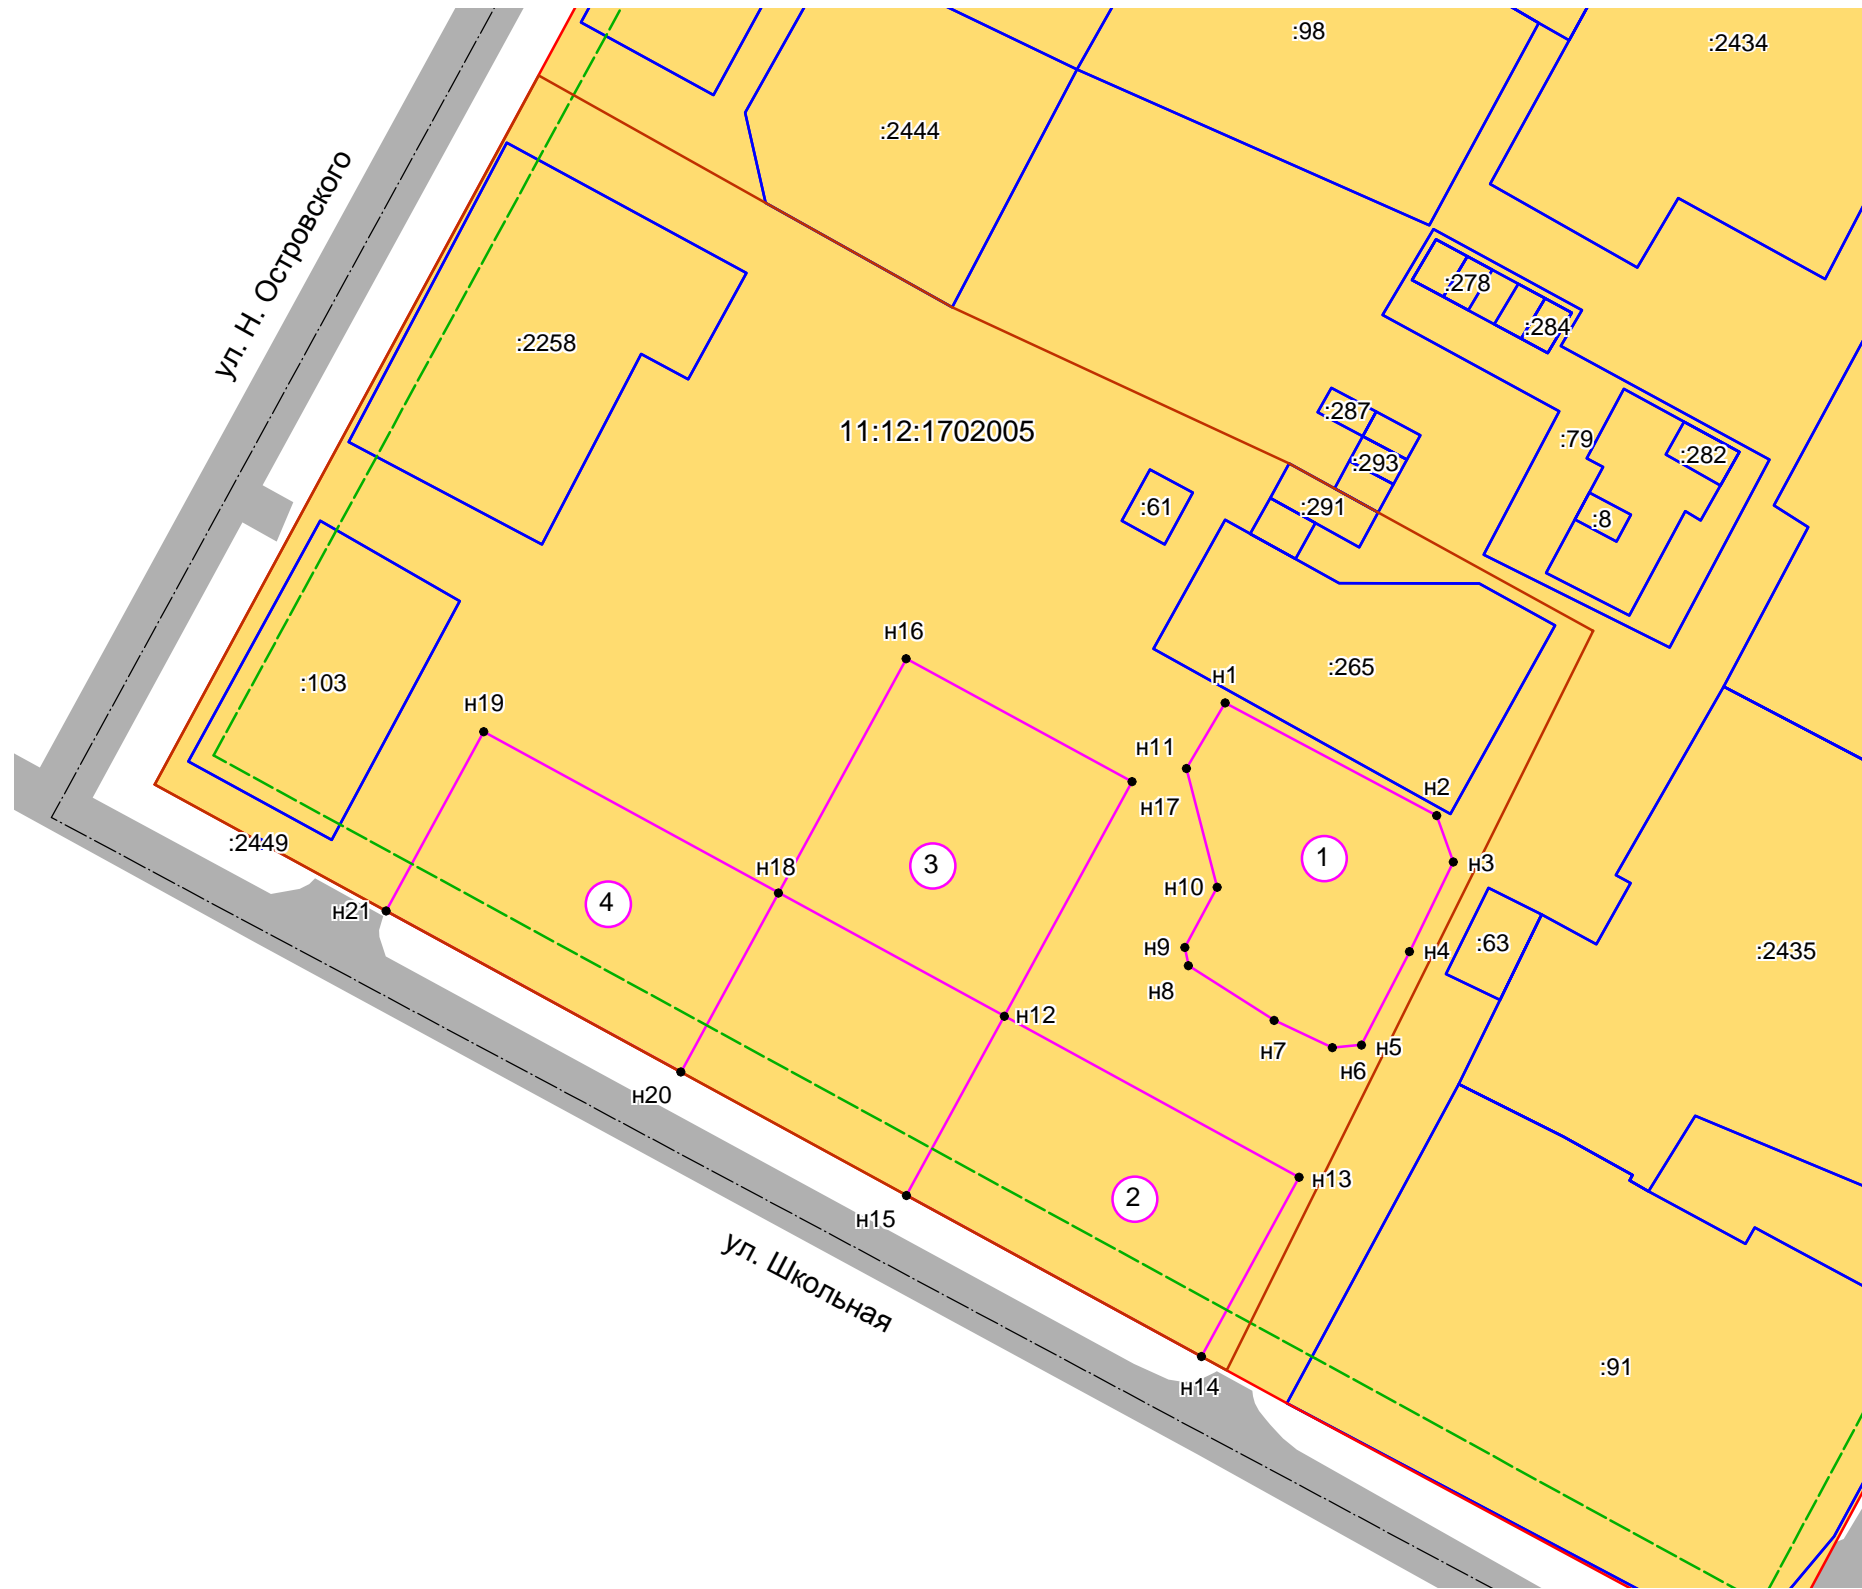 :98
:2434
:2444
ул. Н. Островского
:278
:284
:2258
:287
11:12:1702005
:79
:282
:293
:61
:291
:8
н16
:265
н1
:103
н19
н11
н2
н17
:2449
1
н3
3
н18
н10
4
н21
н9
н4
:63
:2435
н8
н12
н7
н5
н6
н20
н13
2
н15
ул. Школьная
:91
н14